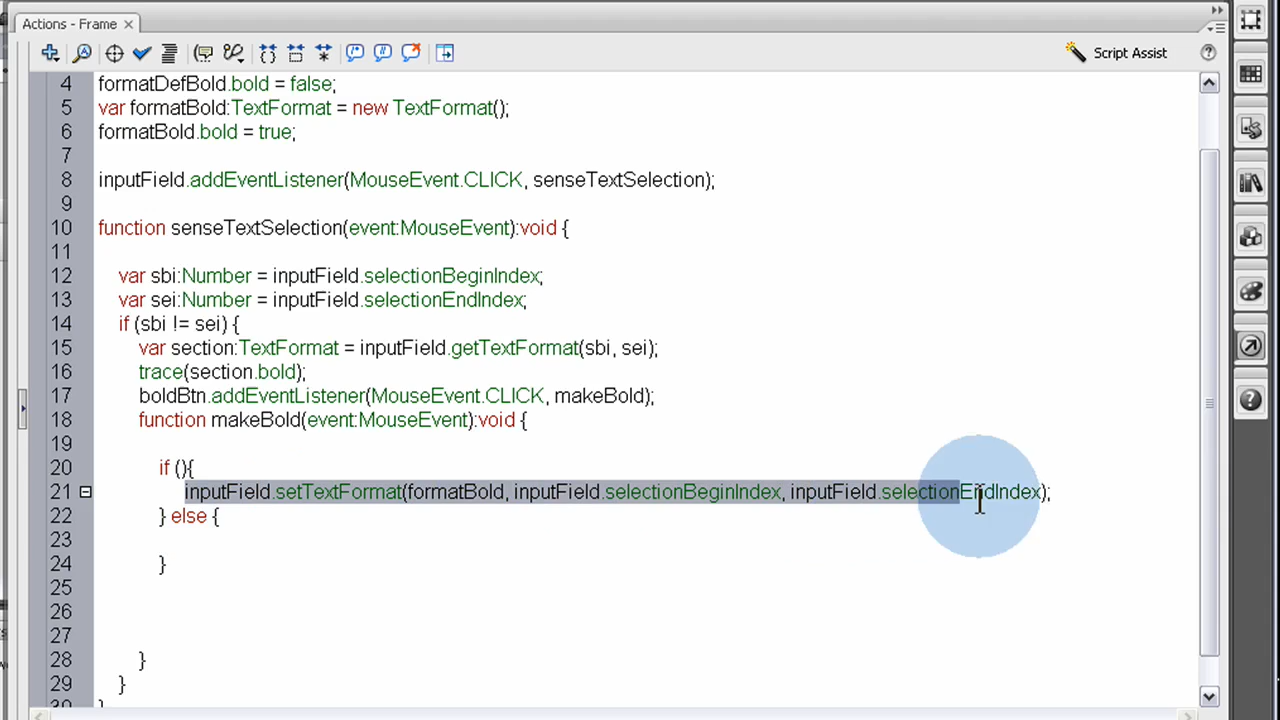 Actions - Frame
Script Assist
4 formatDefBold.bold = false;
5 var formatBold:TextFormat = new TextFormat();
6 formatBold.bold = true;
7
8 inputField.addEventListener(MouseEvent.CLICK, senseTextSelection);
9
10 function senseTextSelection(event:MouseEvent):void {
11
12 var sbi:Number = inputField.selectionBeginIndex;
13 var sei:Number = inputField.selectionEndIndex;
14 if (sbi != sei) {
15 var section:TextFormat = inputField.getTextFormat(sbi, sei);
16 trace(section.bold);
17 boldBtn.addEventListener(MouseEvent.CLICK, makeBold);
18 function makeBold(event:MouseEvent):void {
19
20 if (){
21 inputField.setTextFormat(formatBold, inputField.selectionBeginIndex, inputField.selectionEndIndex);
22 } else {
23
24 }
25
26
27
28 }
29 }
30 }